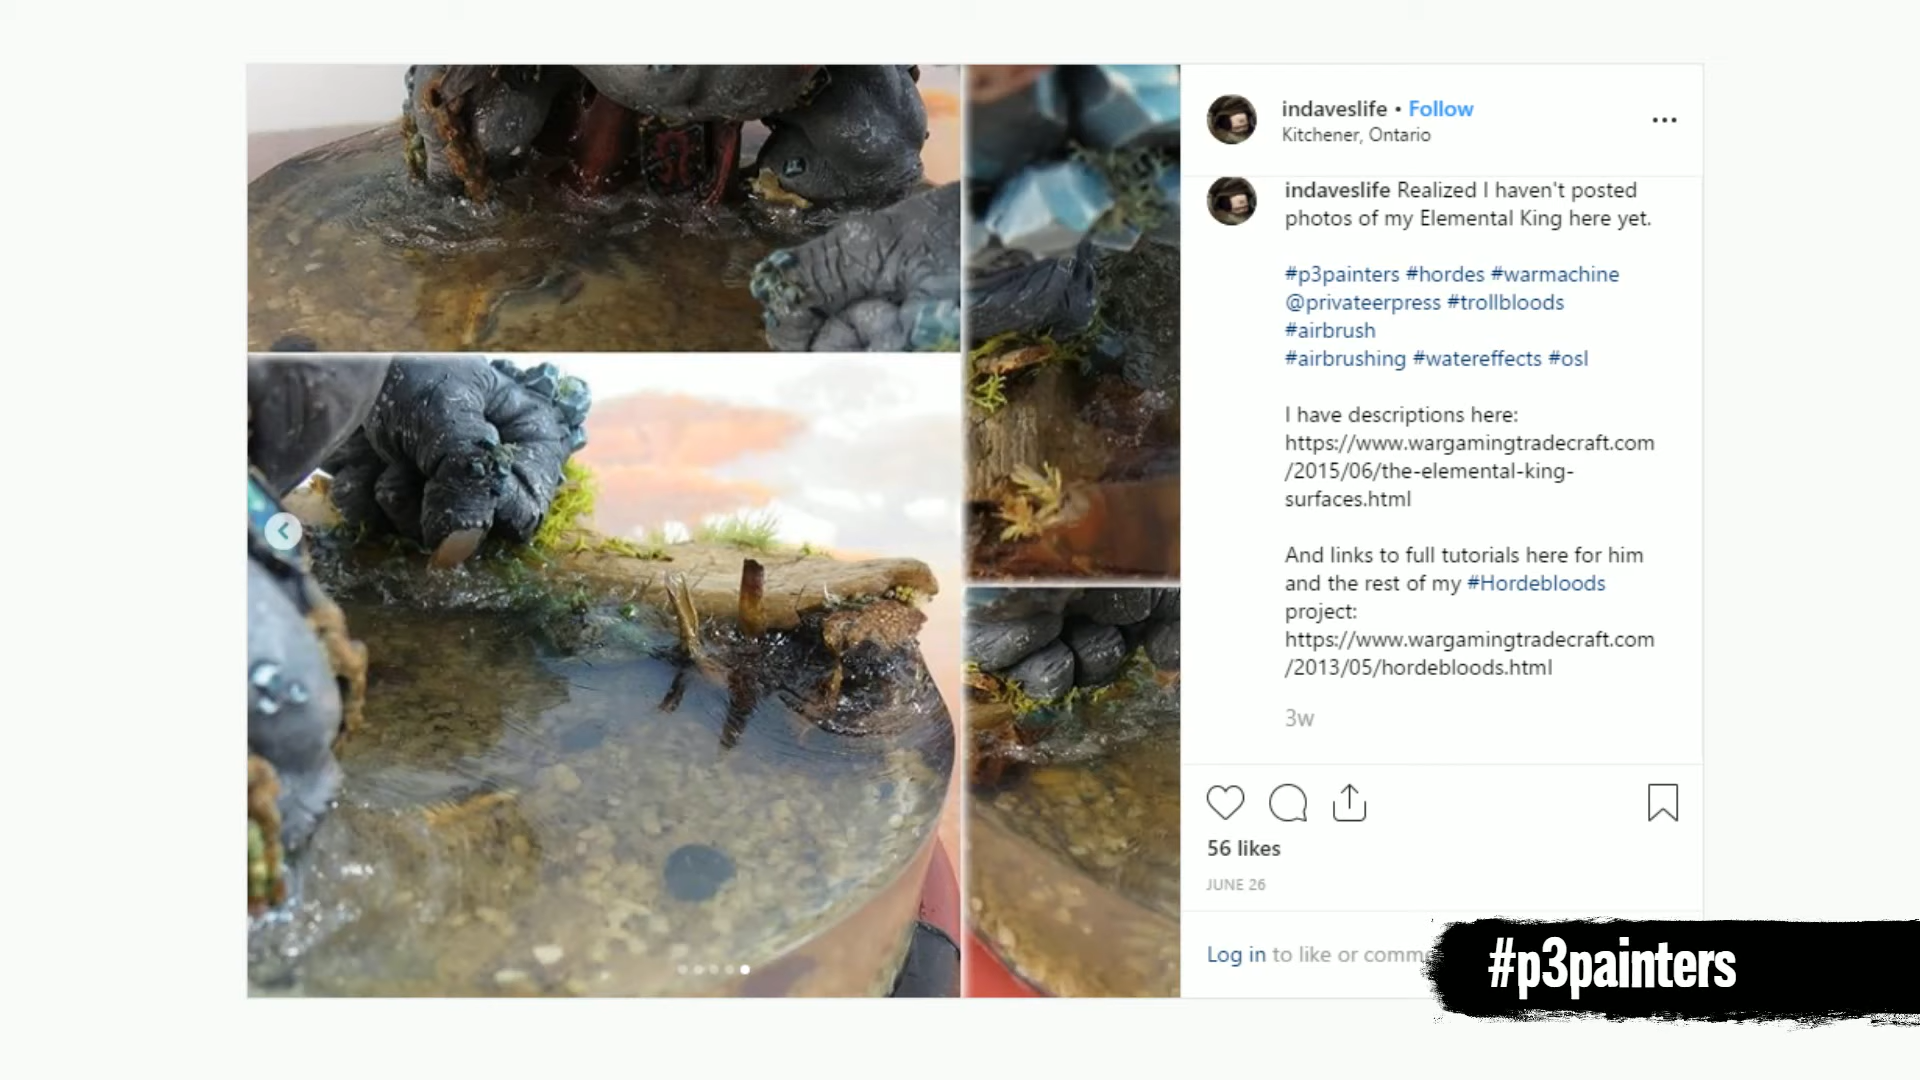 indaveslife • Follow
Kitchener, Ontario
indaveslife Realized I haven't posted
photos of my Elemental King here yet.
#p3painters #hordes #warmachine
@privateerpress #trollbloods
#airbrush
#airbrushing #watereffects #osl
I have descriptions here:
https://www.wargamingtradecraft.com
/2015/06/the-elemental-king-
surfaces.html
And links to full tutorials here for him
and the rest of my #Hordebloods
project:
https://www.wargamingtradecraft.com
/2013/05/hordebloods.html
3w
56 likes
JUNE 26
Log in to like or comme
#p3painters